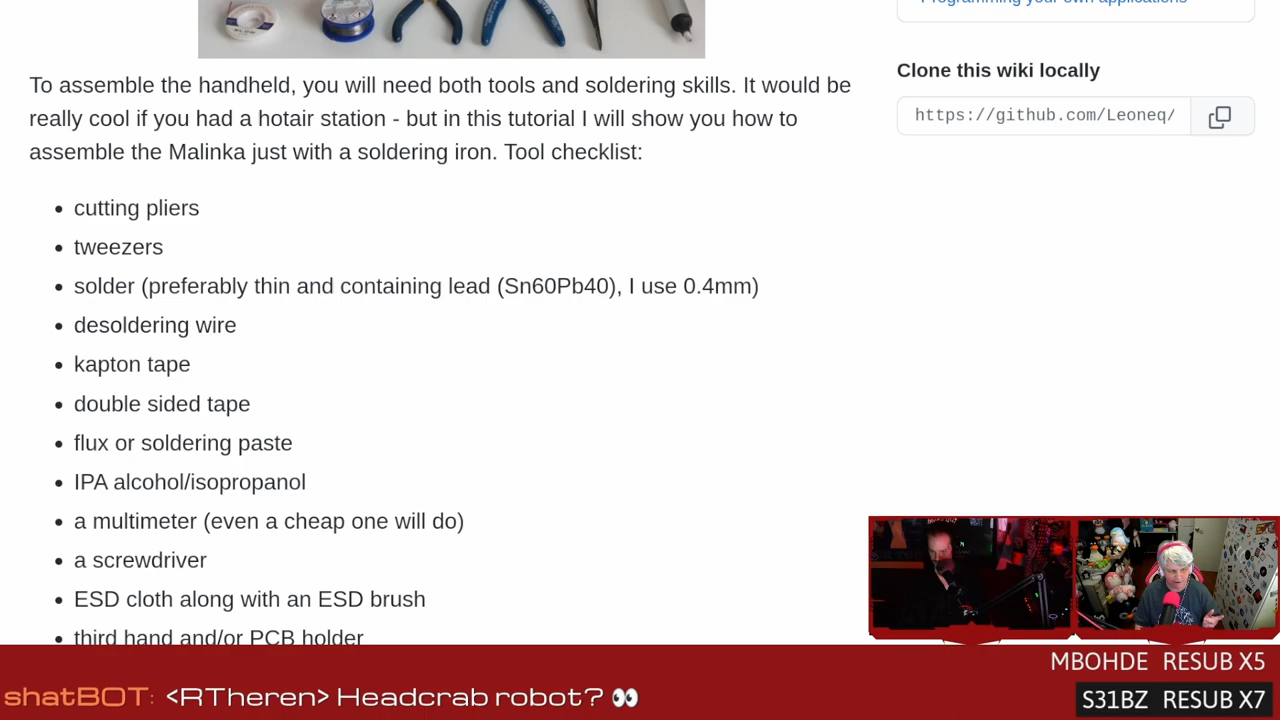 Programming your own applications
To assemble the handheld, you will need both tools and soldering skills. It would be
really cool if you had a hotair station - but in this tutorial I will show you how to
assemble the Malinka just with a soldering iron. Tool checklist:
Clone this wiki locally
https://github.com/Leoneq/
• cutting pliers
• tweezers
• solder (preferably thin and containing lead (Sn60Pb40), I use 0.4mm)
• desoldering wire
• kapton tape
• double sided tape
• flux or soldering paste
• IPA alcohol/isopropanol
• a multimeter (even a cheap one will do)
• a screwdriver
• ESD cloth along with an ESD brush
• third hand and/or PCB holder
MBOHDE RESUB X5
shatBOT: <RTheren> Headcrab robot? 👀
S31BZ RESUB X7